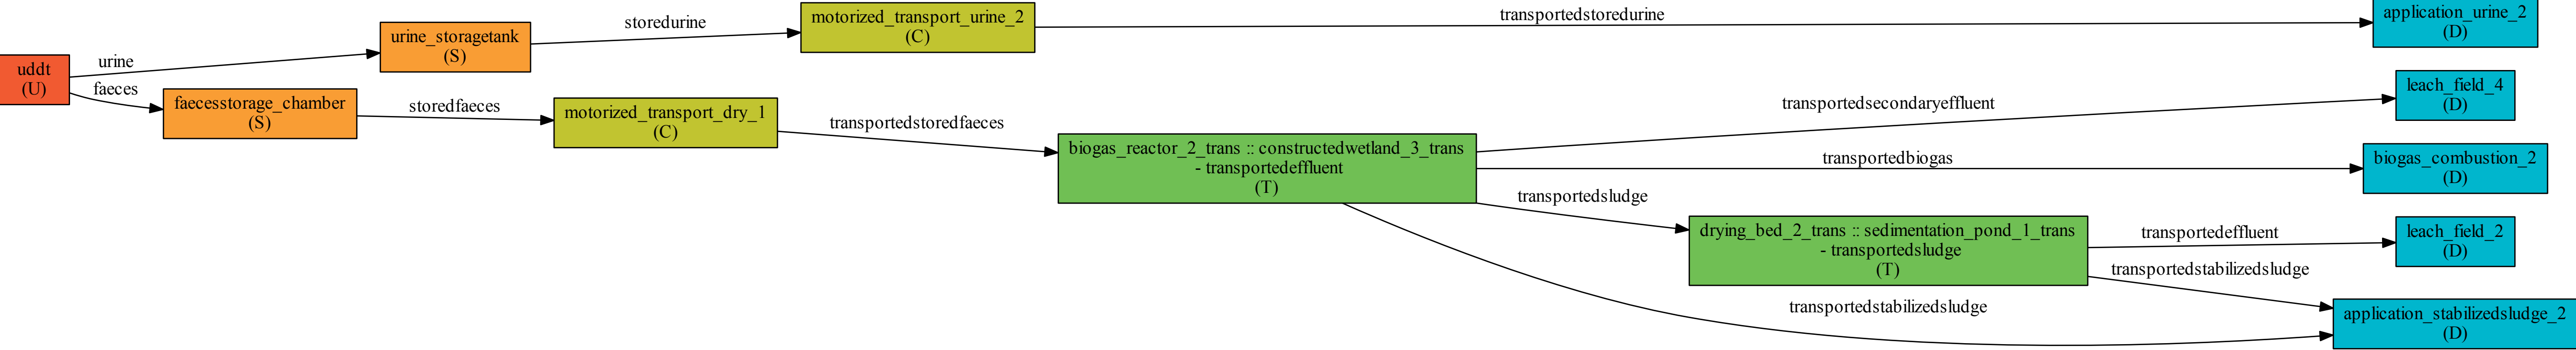 uddt
(U)
urine
faeces
urine_storagetank
(S)
faecesstorage_chamber
(S)
storedurine
storedfaeces
motorized_transport_urine_2
(C)
motorized_transport_dry_1
(C)
transportedstoredurine
transportedstoredfaeces
biogas_reactor_2_trans :: constructedwetland_3_trans
- transportedeffluent
(T)
transportedsecondaryeffluent
transportedbiogas
transportedsludge
transportedstabilizedsludge
drying_bed_2_trans :: sedimentation_pond_1_trans
- transportedsludge
(T)
transportedeffluent
transportedstabilizedsludge
application_urine_2
(D)
leach_field_4
(D)
biogas_combustion_2
(D)
leach_field_2
(D)
application_stabilizedsludge_2
(D)